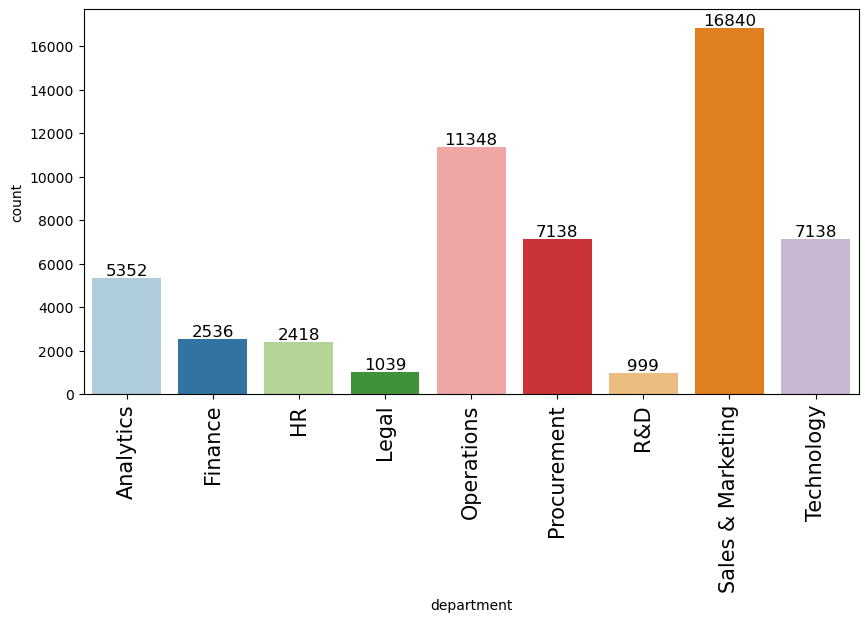 16840
16000
14000
12000
11348
10000
count
8000
7138
7138
6000
5352
4000
2536
2418
2000
1039
999
0
Analytics
Finance
HR
Legal
Operations
Procurement
R&D
Sales & Marketing
Technology
department